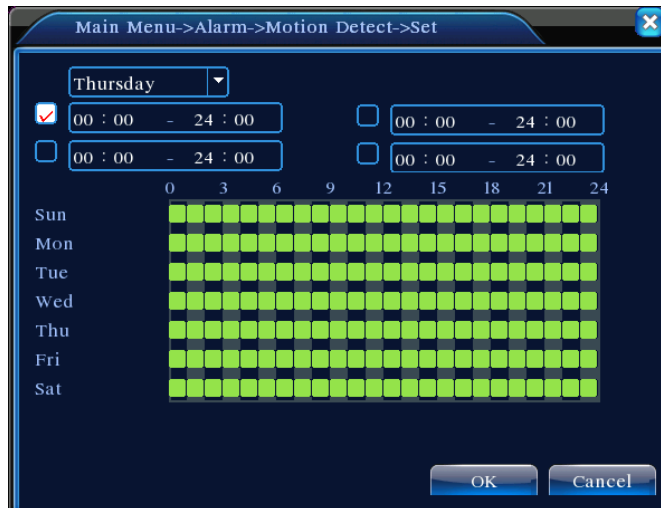 Main Menu->Alarm->Motion Detect->Set
Thursday
00 : 00 - 24 : 00 00 : 00 - 24 : 00
00 : 00 - 24 : 00 00 : 00 - 24 : 00
0 3 6 9 12 15 18 21 24
Sun
Mon
Tue
Wed
Thu
Fri
Sat
OK Cancel